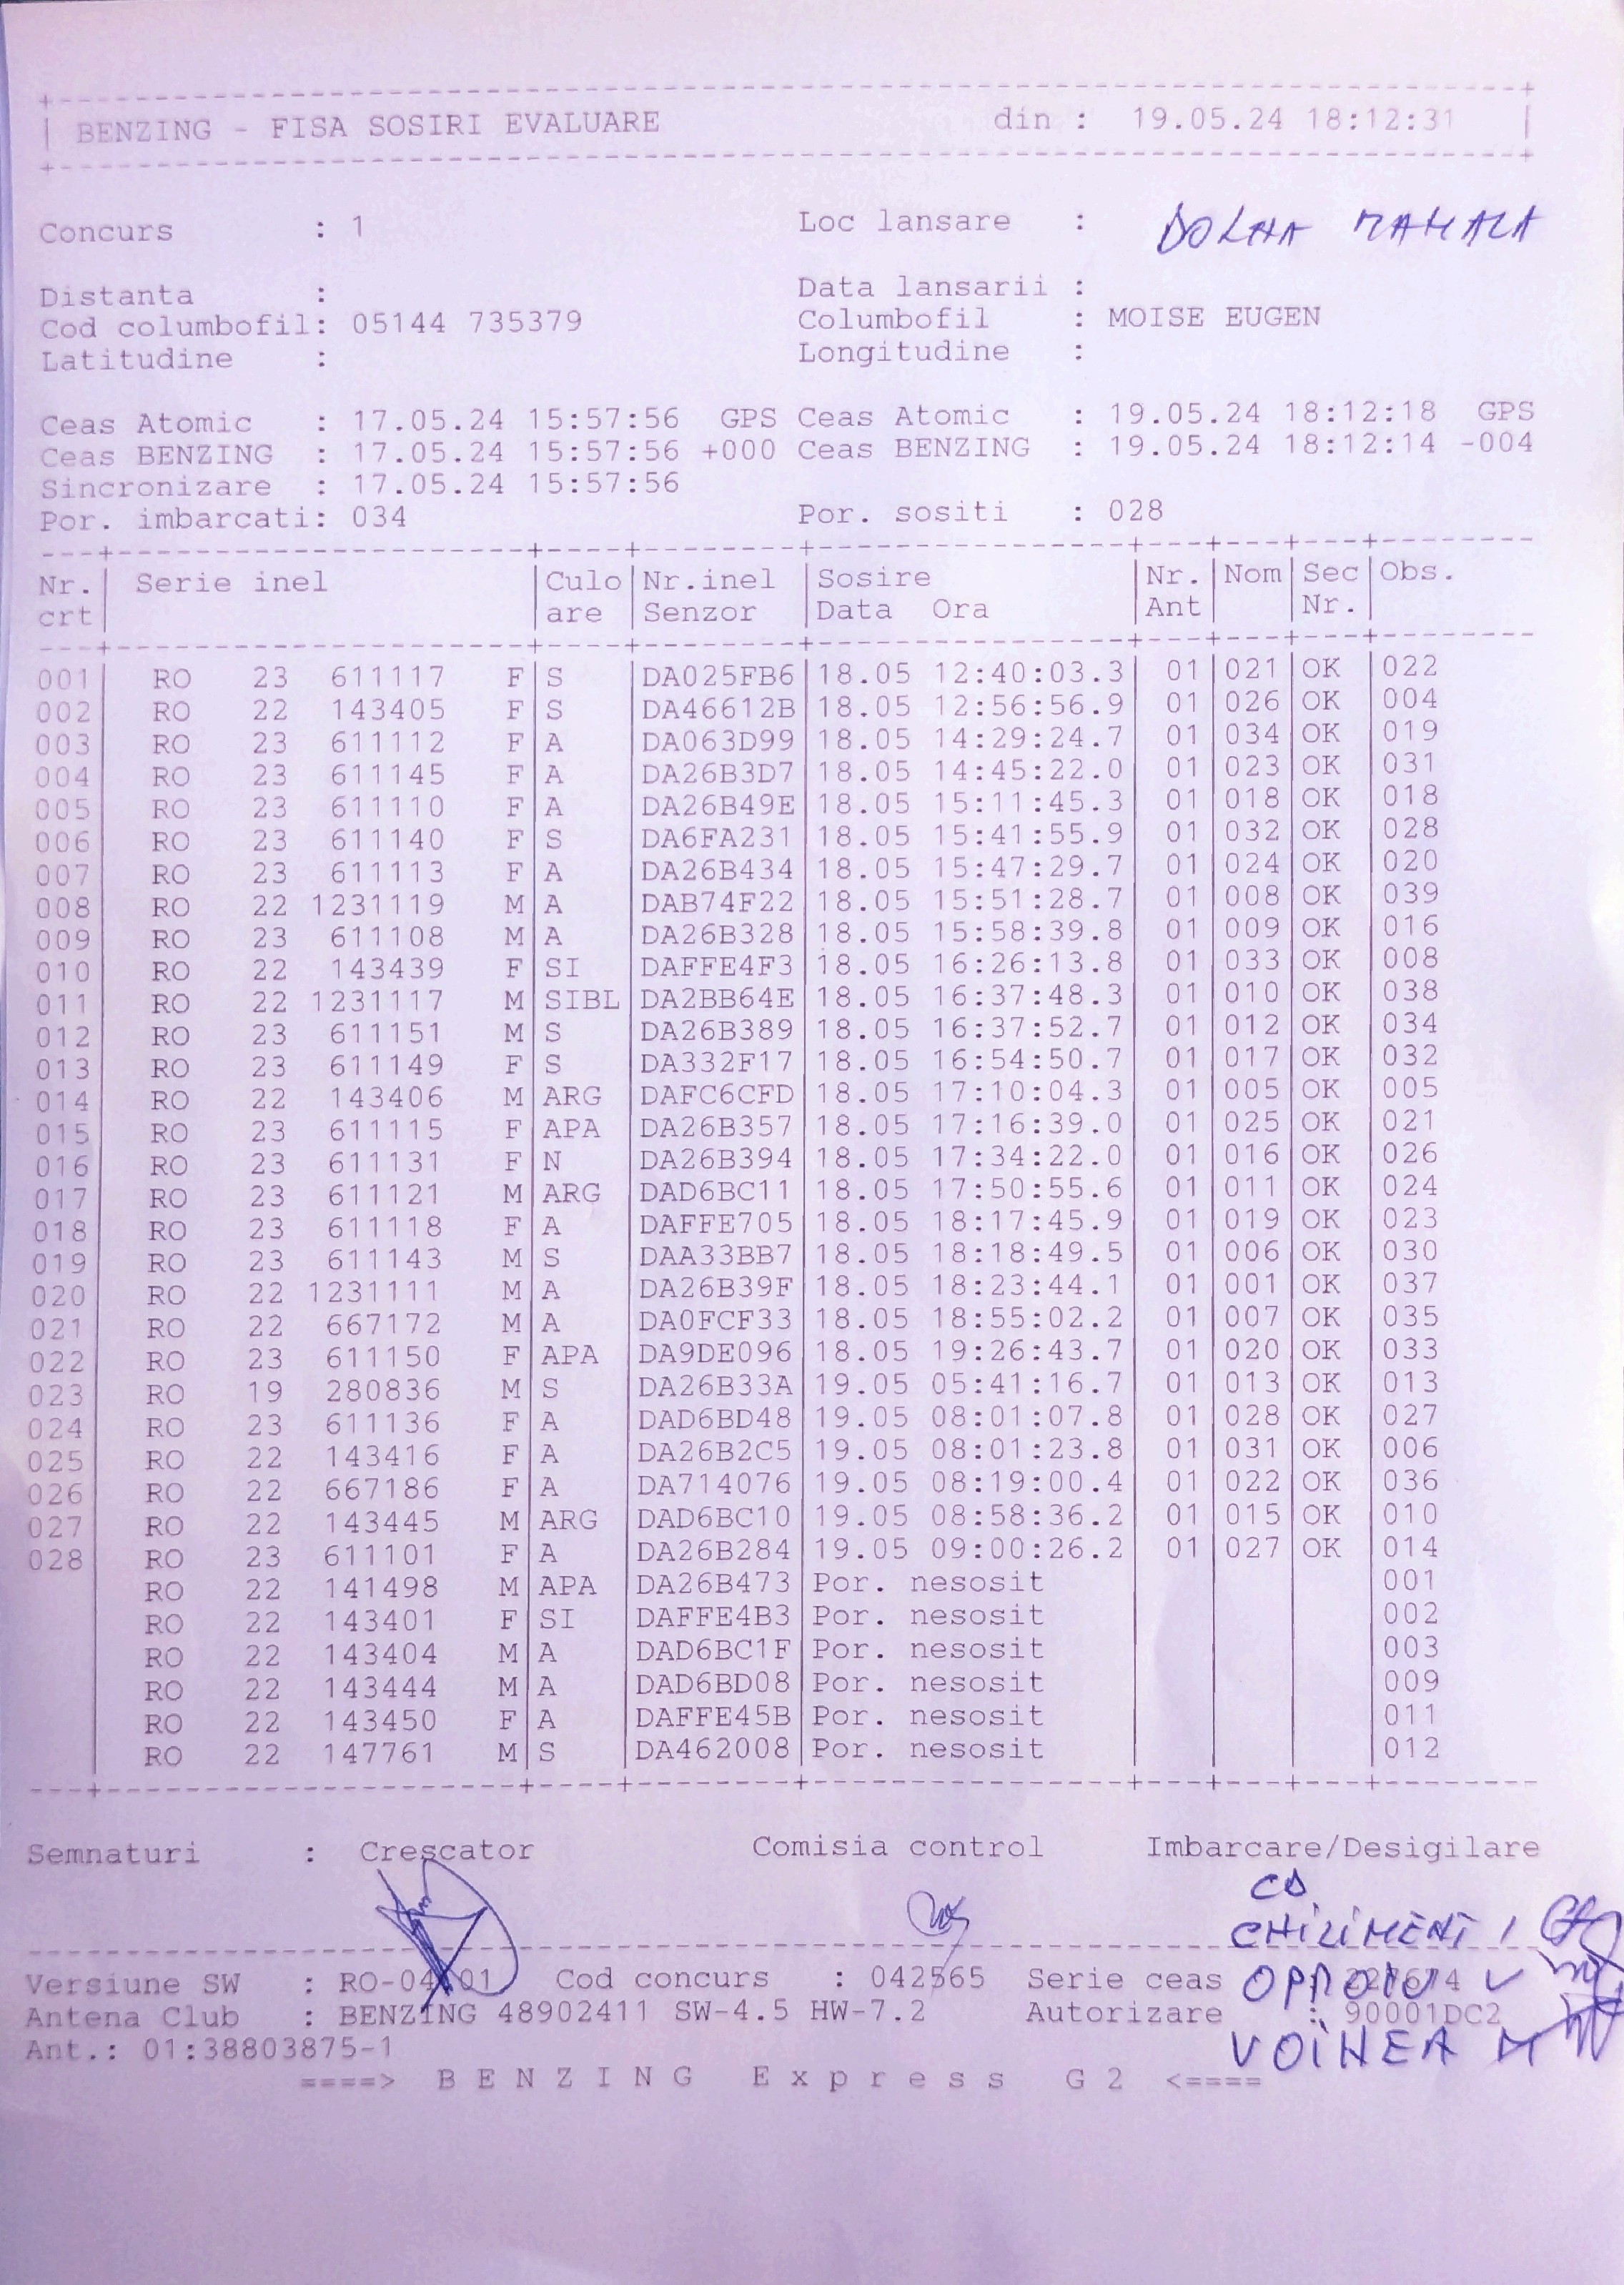 BENZING - FISA SOSIRI EVALUARE din : 19.05.24 18:12:31
Concurs : 1 Loc lansare : DOLHA MAHALA
Distanta : Data lansarii :
Cod columbofil: 05144 735379 Columbofil : MOISE EUGEN
Latitudine : Longitudine :
Ceas Atomic : 17.05.24 15:57:56 GPS Ceas Atomic : 19.05.24 18:12:18 GPS
Ceas BENZING : 17.05.24 15:57:56 +000 Ceas BENZING : 19.05.24 18:12:14 -004
Sincronizare : 17.05.24 15:57:56
Por. imbarcati: 034 Por. sositi : 028
Nr. Serie inel Culo Nr.inel Sosire Nr. Nom Sec Obs.
crt are Senzor Data Ora Ant Nr.
001 RO 23 611117 F S DA025FB6 18.05 12:40:03.3 01 021 OK 022
002 RO 22 143405 F S DA46612B 18.05 12:56:56.9 01 026 OK 004
003 RO 23 611112 F A DA063D99 18.05 14:29:24.7 01 034 OK 019
004 RO 23 611145 F A DA26B3D7 18.05 14:45:22.0 01 023 OK 031
005 RO 23 611110 F A DA26B49E 18.05 15:11:45.3 01 018 OK 018
006 RO 23 611140 F S DA6FA231 18.05 15:41:55.9 01 032 OK 028
007 RO 23 611113 F A DA26B434 18.05 15:47:29.7 01 024 OK 020
008 RO 22 1231119 M A DAB74F22 18.05 15:51:28.7 01 008 OK 039
009 RO 23 611108 M A DA26B328 18.05 15:58:39.8 01 009 OK 016
010 RO 22 143439 F SI DAFFE4F3 18.05 16:26:13.8 01 033 OK 008
011 RO 22 1231117 M SIBL DA2BB64E 18.05 16:37:48.3 01 010 OK 038
012 RO 23 611151 M S DA26B389 18.05 16:37:52.7 01 012 OK 034
013 RO 23 611149 F S DA332F17 18.05 16:54:50.7 01 017 OK 032
014 RO 22 143406 M ARG DAFC6CFD 18.05 17:10:04.3 01 005 OK 005
015 RO 23 611115 F APA DA26B357 18.05 17:16:39.0 01 025 OK 021
016 RO 23 611131 F N DA26B394 18.05 17:34:22.0 01 016 OK 026
017 RO 23 611121 M ARG DAD6BC11 18.05 17:50:55.6 01 011 OK 024
018 RO 23 611118 F A DAFFE705 18.05 18:17:45.9 01 019 OK 023
019 RO 23 611143 M S DAA33BB7 18.05 18:18:49.5 01 006 OK 030
020 RO 22 1231111 M A DA26B39F 18.05 18:23:44.1 01 001 OK 037
021 RO 22 667172 M A DA0FCF33 18.05 18:55:02.2 01 007 OK 035
022 RO 23 611150 F APA DA9DE096 18.05 19:26:43.7 01 020 OK 033
023 RO 19 280836 M S DA26B33A 19.05 05:41:16.7 01 013 OK 013
024 RO 23 611136 F A DAD6BD48 19.05 08:01:07.8 01 028 OK 027
025 RO 22 143416 F A DA26B2C5 19.05 08:01:23.8 01 031 OK 006
026 RO 22 667186 F A DA714076 19.05 08:19:00.4 01 022 OK 036
027 RO 22 143445 M ARG DAD6BC10 19.05 08:58:36.2 01 015 OK 010
028 RO 23 611101 F A DA26B284 19.05 09:00:26.2 01 027 OK 014
RO 22 141498 M APA DA26B473 Por. nesosit 001
RO 22 143401 F SI DAFFE4B3 Por. nesosit 002
RO 22 143404 M A DAD6BC1F Por. nesosit 003
RO 22 143444 M A DAD6BD08 Por. nesosit 009
RO 22 143450 F A DAFFE45B Por. nesosit 011
RO 22 147761 M S DA462008 Por. nesosit 012
Semnaturi : Crescator Comisia control Imbarcare/Desigilare
CD
CHILIMENT I
Versiune SW : Cod concurs : 042565 Serie ceas
OPROIU V
Antena Club : BENZING 48902411 SW-4.5 HW-7.2 Autorizare : 90001DC2
Ant.: 01:38803875-1 VOINEA M
====> BENZING Express G2 <====